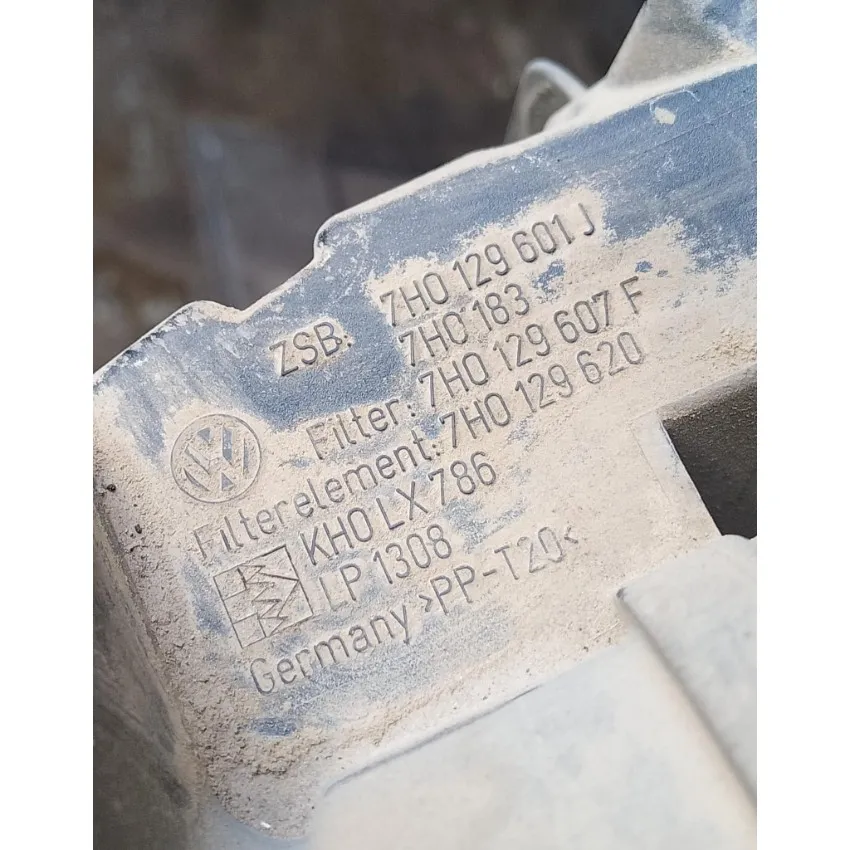 ZSB: 7H0 129 601 J
7H0 183
Filter: 7H0 129 607 F
Filterelement: 7H0 129 620
KHO LX 786
LP 1308
Germany >PP-T20<